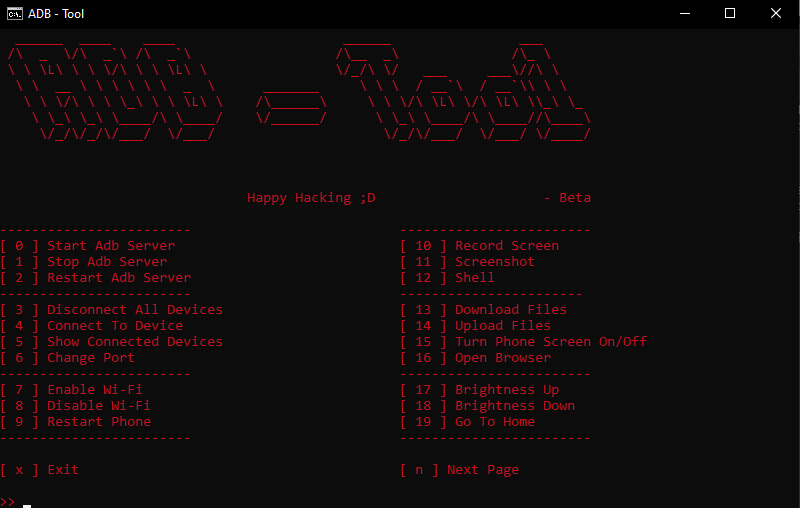 ADB - Tool
ADB - Tool
Happy Hacking ;D - Beta
------------------------ ------------------------
[ 0 ] Start Adb Server [ 10 ] Record Screen
[ 1 ] Stop Adb Server [ 11 ] Screenshot
[ 2 ] Restart Adb Server [ 12 ] Shell
------------------------ -----------------------
[ 3 ] Disconnect All Devices [ 13 ] Download Files
[ 4 ] Connect To Device [ 14 ] Upload Files
[ 5 ] Show Connected Devices [ 15 ] Turn Phone Screen On/Off
[ 6 ] Change Port [ 16 ] Open Browser
------------------------ ------------------------
[ 7 ] Enable Wi-Fi [ 17 ] Brightness Up
[ 8 ] Disable Wi-Fi [ 18 ] Brightness Down
[ 9 ] Restart Phone [ 19 ] Go To Home
------------------------ ------------------------
[ x ] Exit [ n ] Next Page
>>